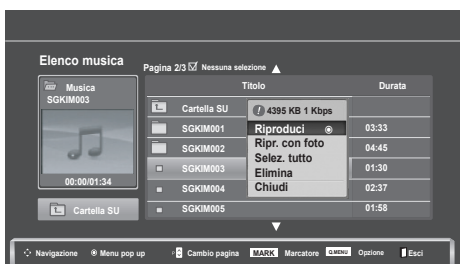 Elenco musica
Pagina 2/3 Nessuna selezione
Musica
SGKIM003
00:00/01:34
Cartella SU
Titolo Durata
Cartella SU
SGKIM001 03:33
SGKIM002 04:45
SGKIM003 01:30
SGKIM004 02:37
SGKIM005 01:58
4395 KB 1 Kbps
Riproduci
Ripr. con foto
Selez. tutto
Elimina
Chiudi
Navigazione Menu pop up Cambio pagina MARK Marcatore Q.MENU Opzione Esci